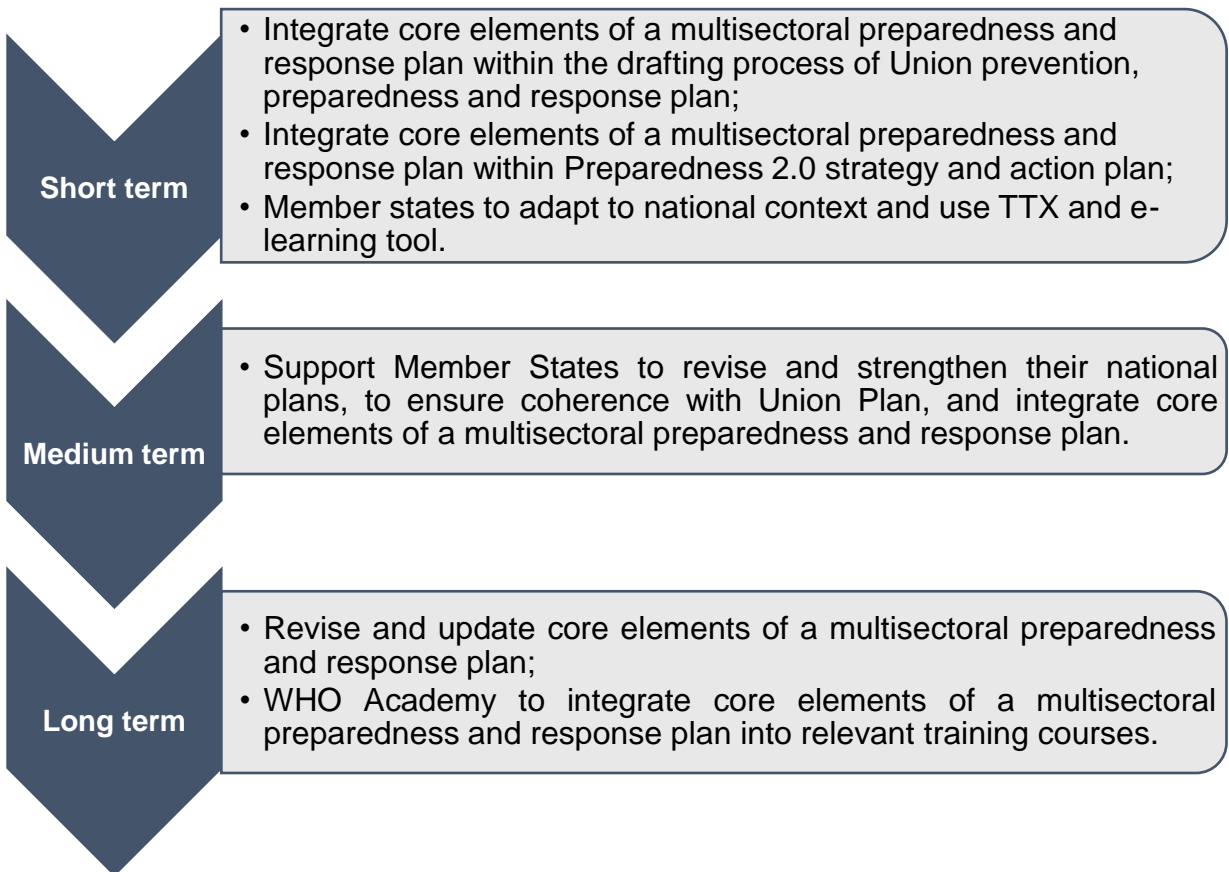 Short term
• Integrate core elements of a multisectoral preparedness and
response plan within the drafting process of Union prevention,
preparedness and response plan;
• Integrate core elements of a multisectoral preparedness and
response plan within Preparedness 2.0 strategy and action plan;
• Member states to adapt to national context and use TTX and e-
learning tool.
Medium term
• Support Member States to revise and strengthen their national
plans, to ensure coherence with Union Plan, and integrate core
elements of a multisectoral preparedness and response plan.
Long term
• Revise and update core elements of a multisectoral preparedness
and response plan;
• WHO Academy to integrate core elements of a multisectoral
preparedness and response plan into relevant training courses.